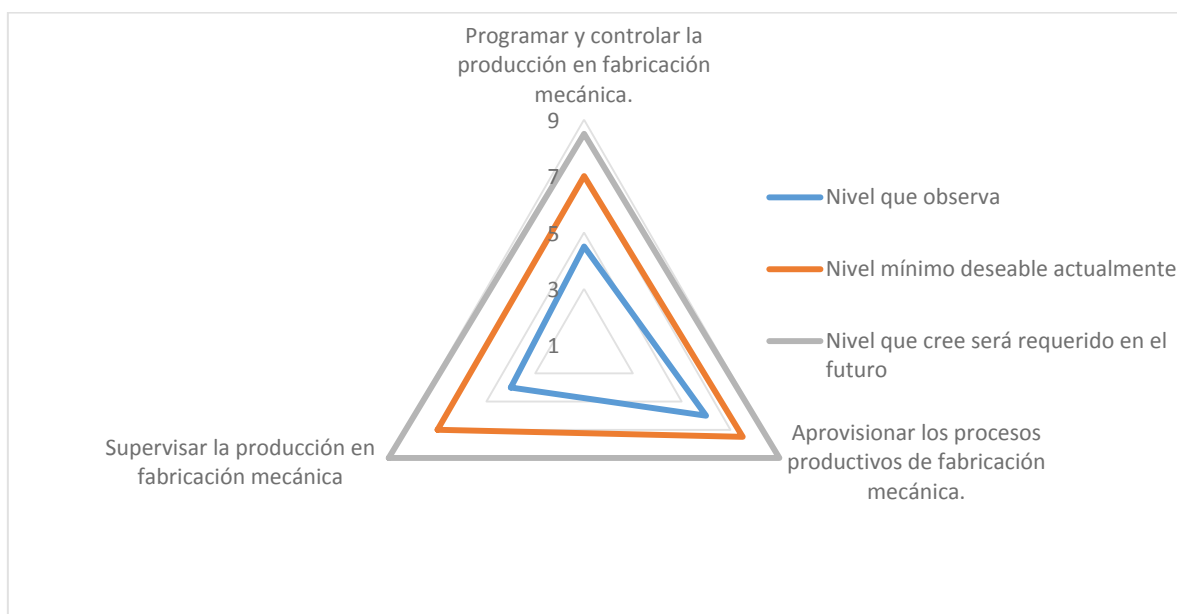 Programar y controlar la
producción en fabricación
mecánica.
9
7
5
3
1
Nivel que observa
Nivel mínimo deseable actualmente
Nivel que cree será requerido en el
futuro
Supervisar la producción en
fabricación mecánica
Aprovisionar los procesos
productivos de fabricación
mecánica.